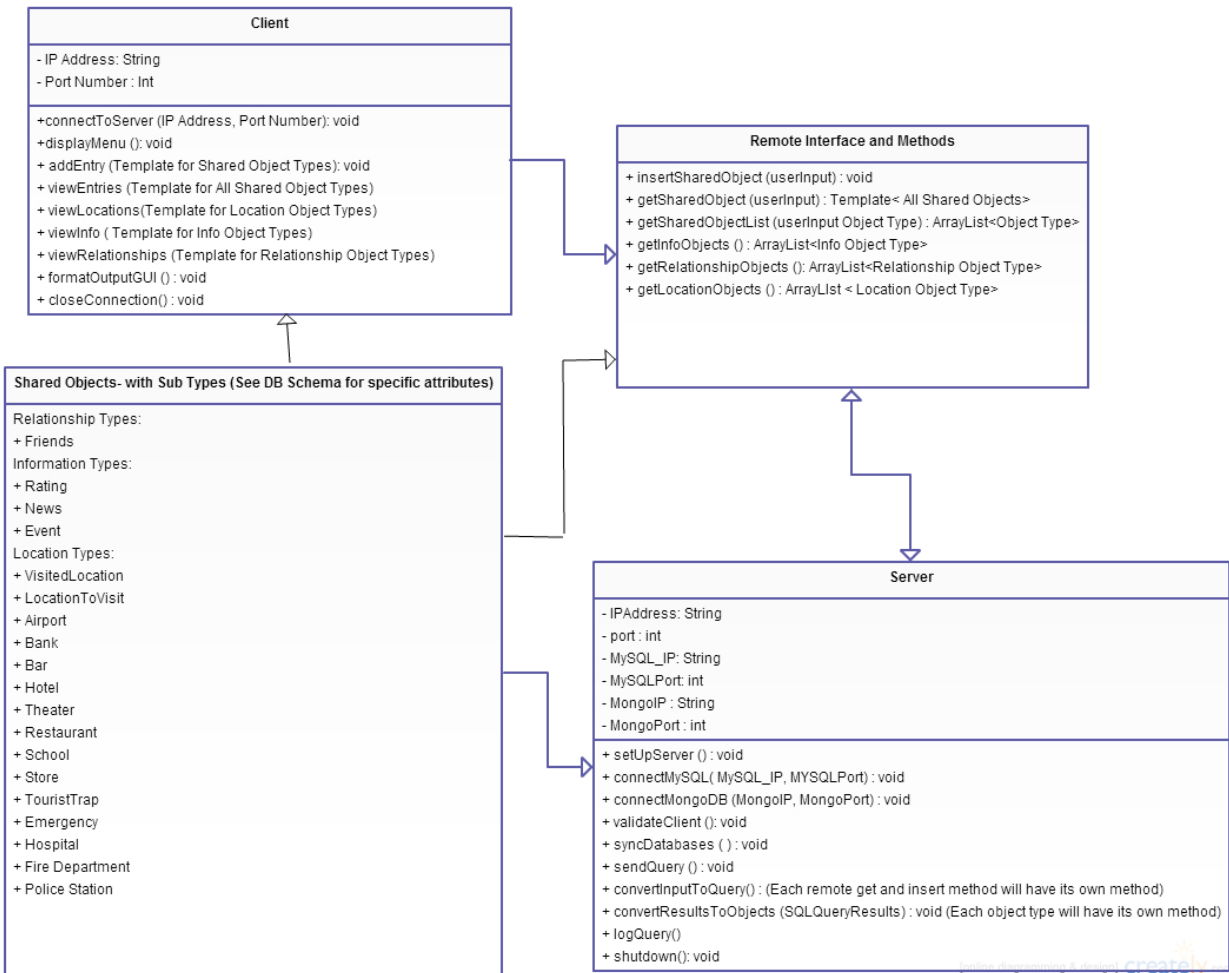 Client
- IP Address: String
- Port Number : Int
+connectToServer (IP Address, Port Number): void
+displayMenu (): void
+ addEntry (Template for Shared Object Types): void
+ viewEntries (Template for All Shared Object Types)
+ viewLocations(Template for Location Object Types)
+ viewInfo ( Template for Info Object Types)
+ viewRelationships (Template for Relationship Object Types)
+ formatOutputGUI () : void
+ closeConnection() : void
Remote Interface and Methods
+ insertSharedObject (userInput) : void
+ getSharedObject (userInput) : Template< All Shared Objects>
+ getSharedObjectList (userInput Object Type) : ArrayList<Object Type>
+ getInfoObjects () : ArrayList<Info Object Type>
+ getRelationshipObjects (): ArrayList<Relationship Object Type>
+ getLocationObjects () : ArrayLIst < Location Object Type>
Shared Objects- with Sub Types (See DB Schema for specific attributes)
Relationship Types:
+ Friends
Information Types:
+ Rating
+ News
+ Event
Location Types:
+ VisitedLocation
+ LocationToVisit
+ Airport
+ Bank
+ Bar
+ Hotel
+ Theater
+ Restaurant
+ School
+ Store
+ TouristTrap
+ Emergency
+ Hospital
+ Fire Department
+ Police Station
Server
- IPAddress: String
- port : int
- MySQL_IP: String
- MySQLPort: int
- MongoIP : String
- MongoPort : int
+ setUpServer () : void
+ connectMySQL( MySQL_IP, MYSQLPort) : void
+ connectMongoDB (MongoIP, MongoPort) : void
+ validateClient (): void
+ syncDatabases ( ) : void
+ sendQuery () : void
+ convertInputToQuery() : (Each remote get and insert method will have its own method)
+ convertResultsToObjects (SQLQueryResults) : void (Each object type will have its own method)
+ logQuery()
+ shutdown(): void
[online diagramming & design] creately